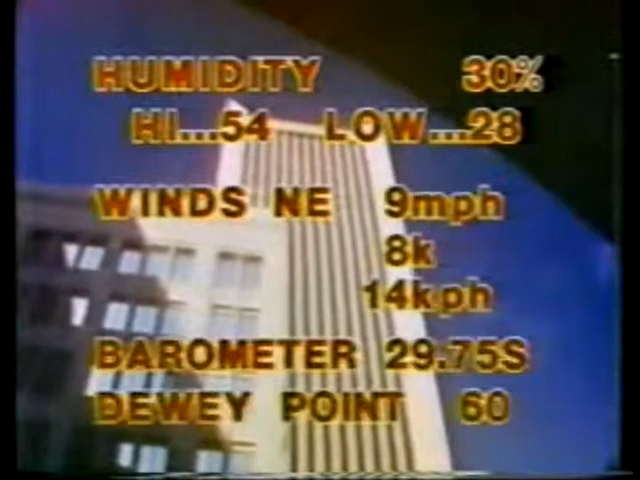 HUMIDITY 30%
HI...54 LOW...28
WINDS NE 9mph
8k
14kph
BAROMETER 29.75S
DEWEY POINT 60